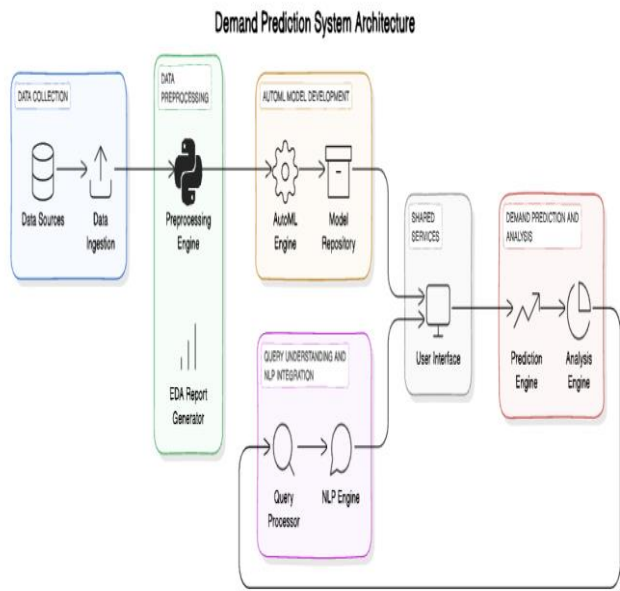 Demand Prediction System Architecture
DATA COLLECTION
Data Sources
Data
Ingestion
DATA
PREPROCESSING
Preprocessing
Engine
EDA Report
Generator
AUTOML MODEL DEVELOPMENT
AutoML
Engine
Model
Repository
QUERY UNDERSTANDING AND
NLP INTEGRATION
Query
Processor
NLP Engine
SHARED
SERVICES
User Interface
DEMAND PREDICTION AND
ANALYSIS
Prediction
Engine
Analysis
Engine